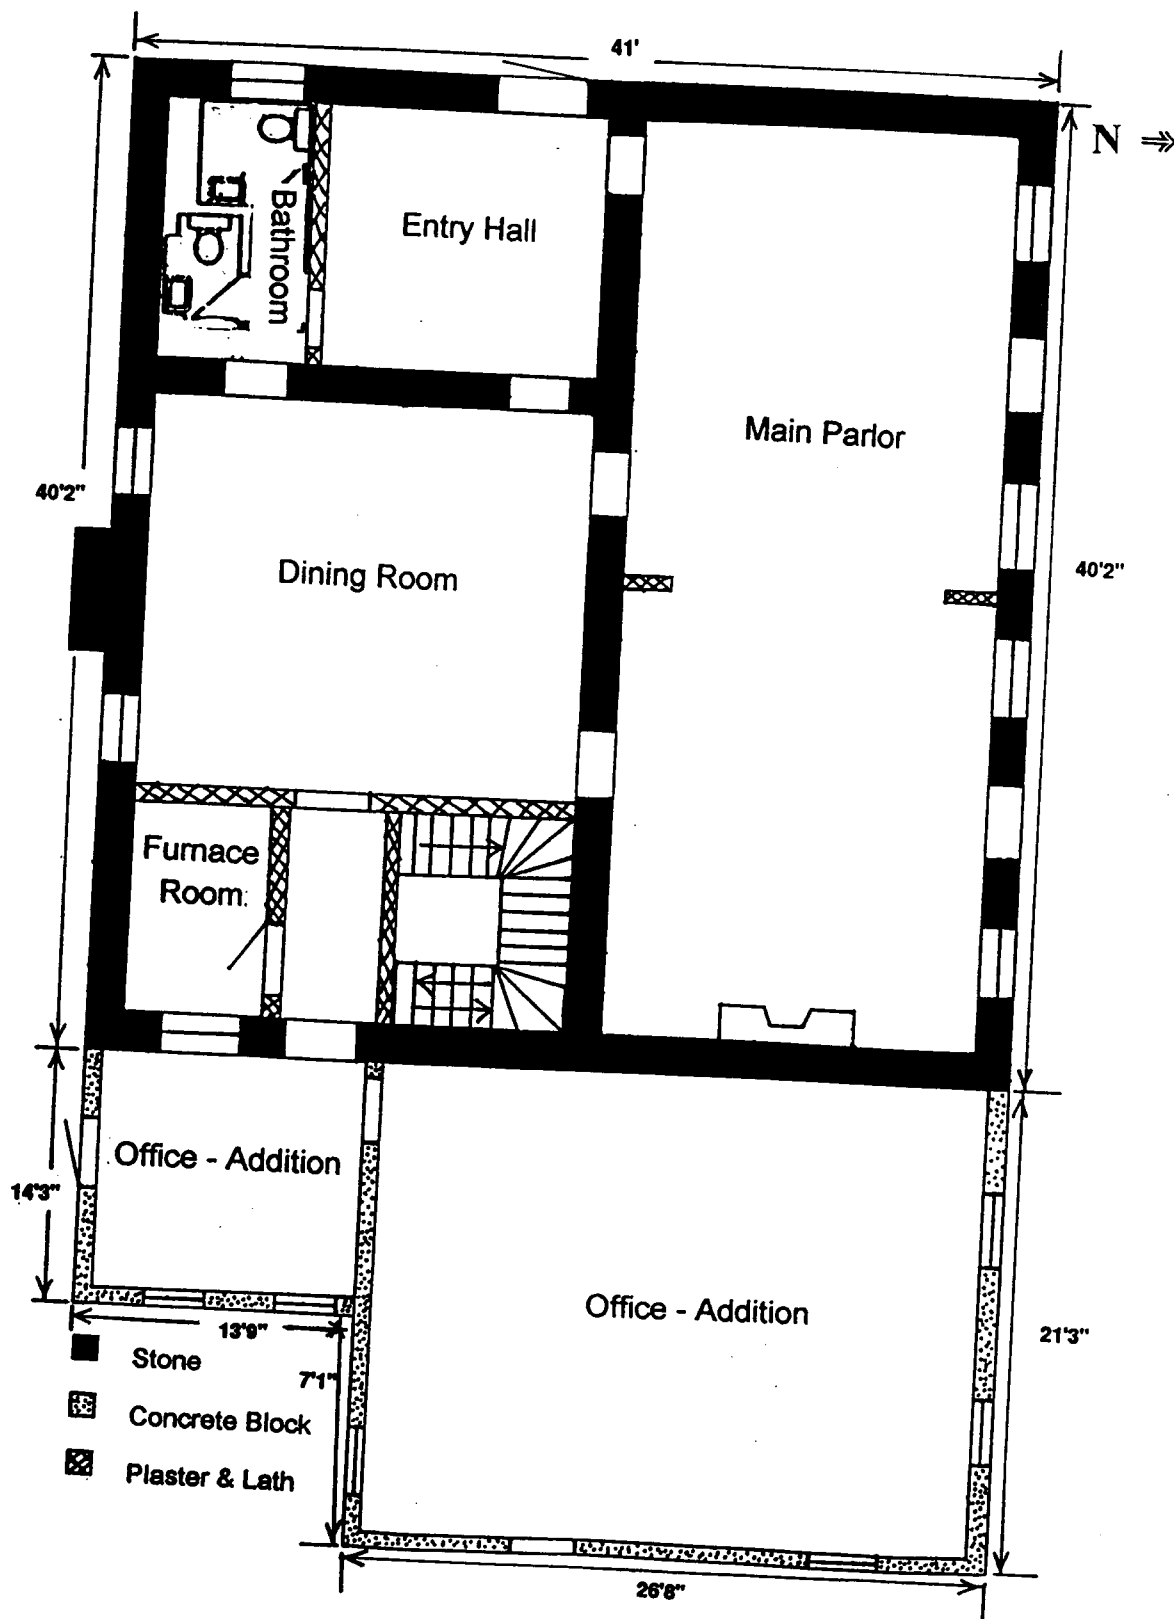 41'
N
Bathroom
Entry Hall
Main Parlor
40'2"
Dining Room
40'2"
Furnace
Room
Office - Addition
14'3"
Office - Addition
13'9"
21'3"
7'1"
Stone
Concrete Block
Plaster & Lath
26'8"